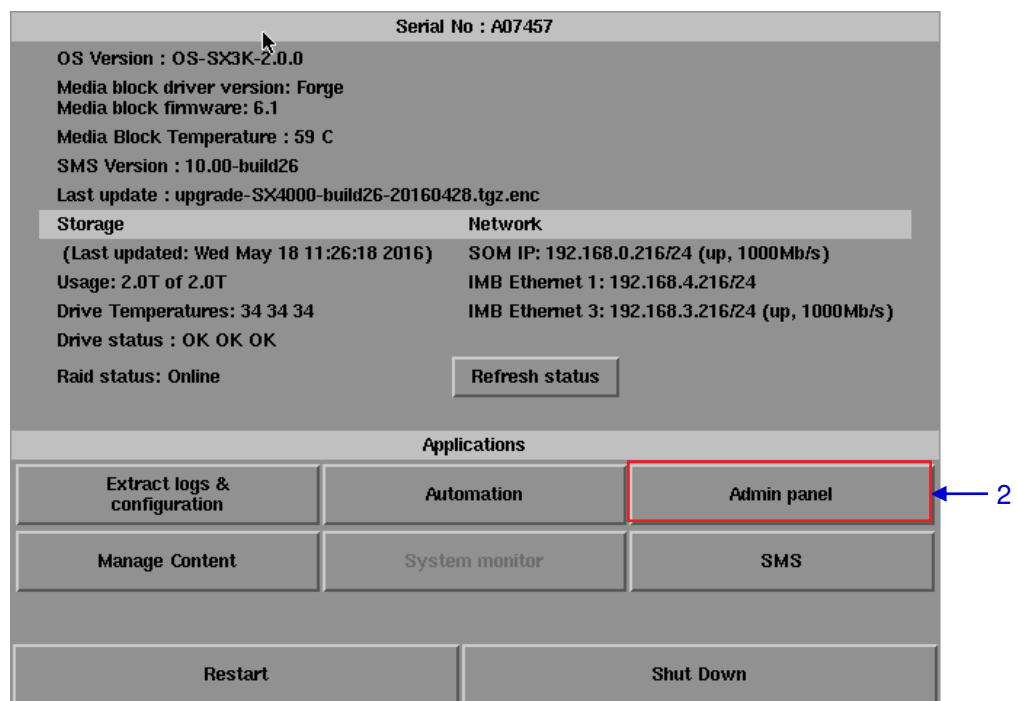 Serial No : A07457
OS Version : OS-SX3K-2.0.0
Media block driver version: Forge
Media block firmware: 6.1
Media Block Temperature : 59 C
SMS Version : 10.00-build26
Last update : upgrade-SX4000-build26-20160428.tgz.enc
Storage
Network
(Last updated: Wed May 18 11:26:18 2016)
SOM IP: 192.168.0.216/24 (up, 1000Mb/s)
Usage: 2.0T of 2.0T
IMB Ethernet 1: 192.168.4.216/24
Drive Temperatures: 34 34 34
IMB Ethernet 3: 192.168.3.216/24 (up, 1000Mb/s)
Drive status : OK OK OK
Raid status: Online
Refresh status
Applications
Extract logs &
configuration
Automation
Admin panel
2
Manage Content
System monitor
SMS
Restart
Shut Down